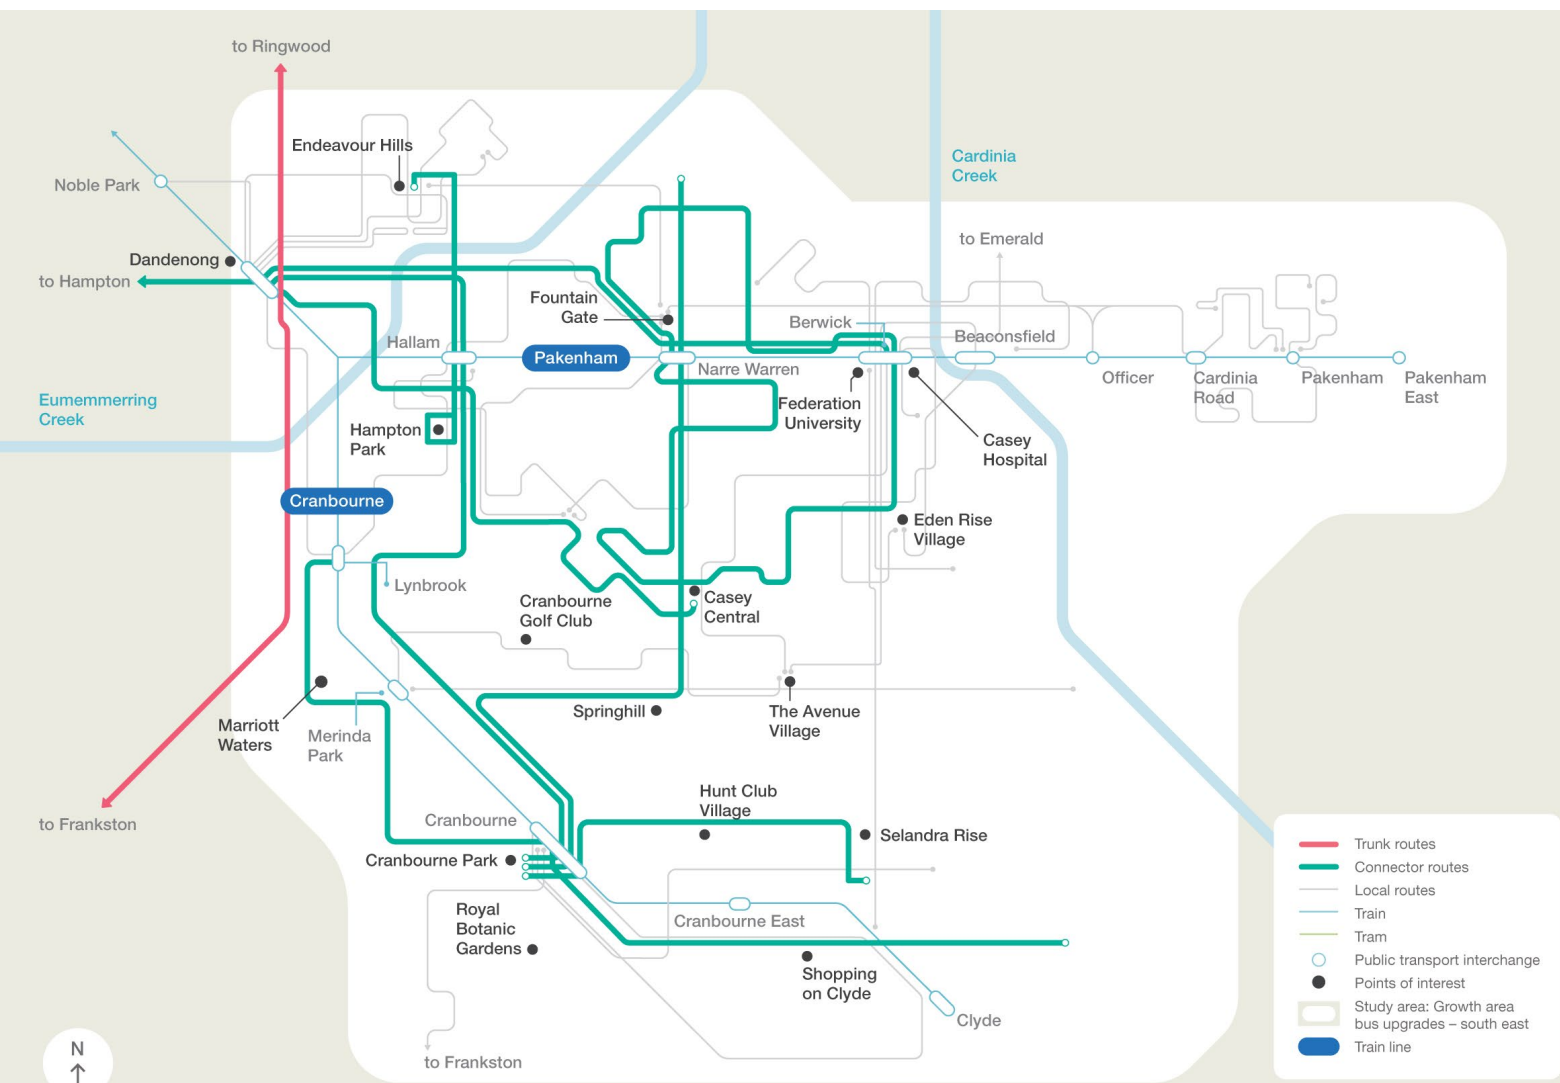 to Ringwood
Endeavour Hills
Noble Park
Cardinia
Creek
to Emerald
Dandenong
to Hampton
Fountain
Gate
Berwick
Beaconsfield
Hallam
Pakenham
Narre Warren
Officer
Cardinia
Road
Pakenham
Pakenham
East
Eumemmerring
Creek
Federation
University
Hampton
Park
Casey
Hospital
Cranbourne
Eden Rise
Village
Lynbrook
Cranbourne
Golf Club
Casey
Central
Springhill
The Avenue
Village
Marriott
Waters
Merinda
Park
to Frankston
Cranbourne
Hunt Club
Village
Selandra Rise
Cranbourne Park
Royal
Botanic
Gardens
Cranbourne East
Shopping
on Clyde
Clyde
to Frankston
N
Trunk routes
Connector routes
Local routes
Train
Tram
Public transport interchange
Points of interest
Study area: Growth area
bus upgrades – south east
Train line